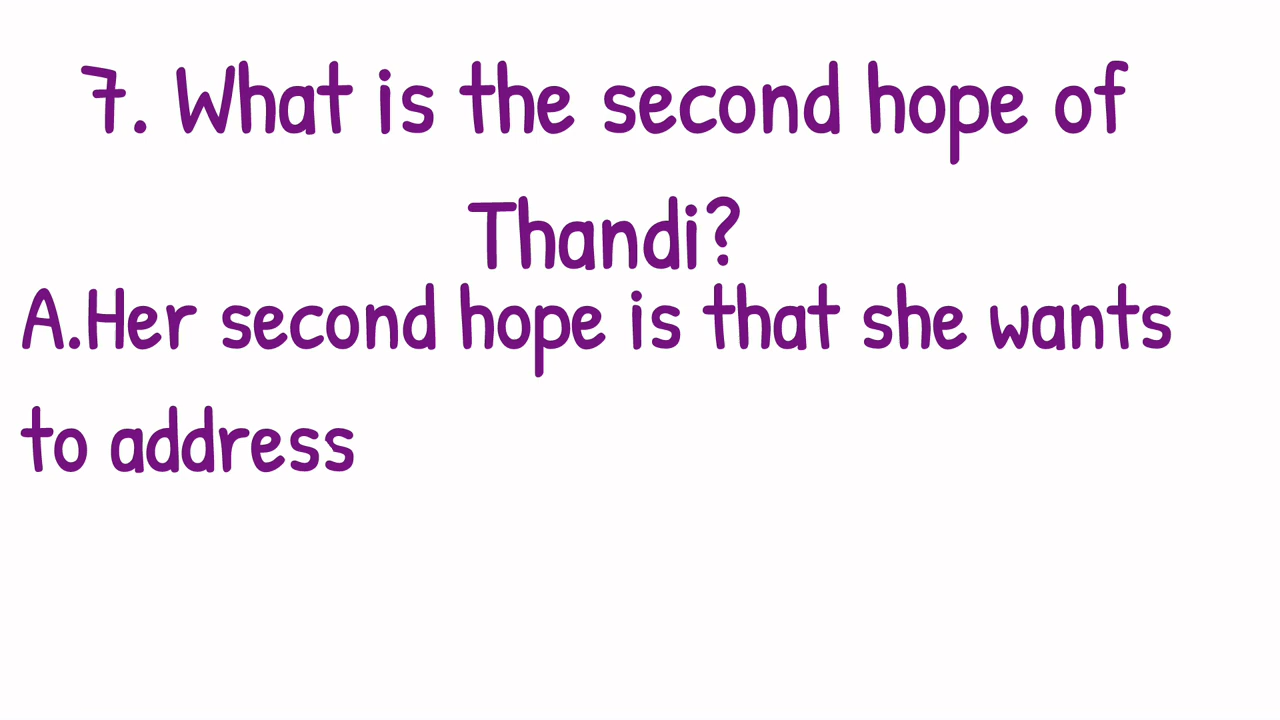 7. What is the second hope of
Thandi?
A.Her second hope is that she wants
to address